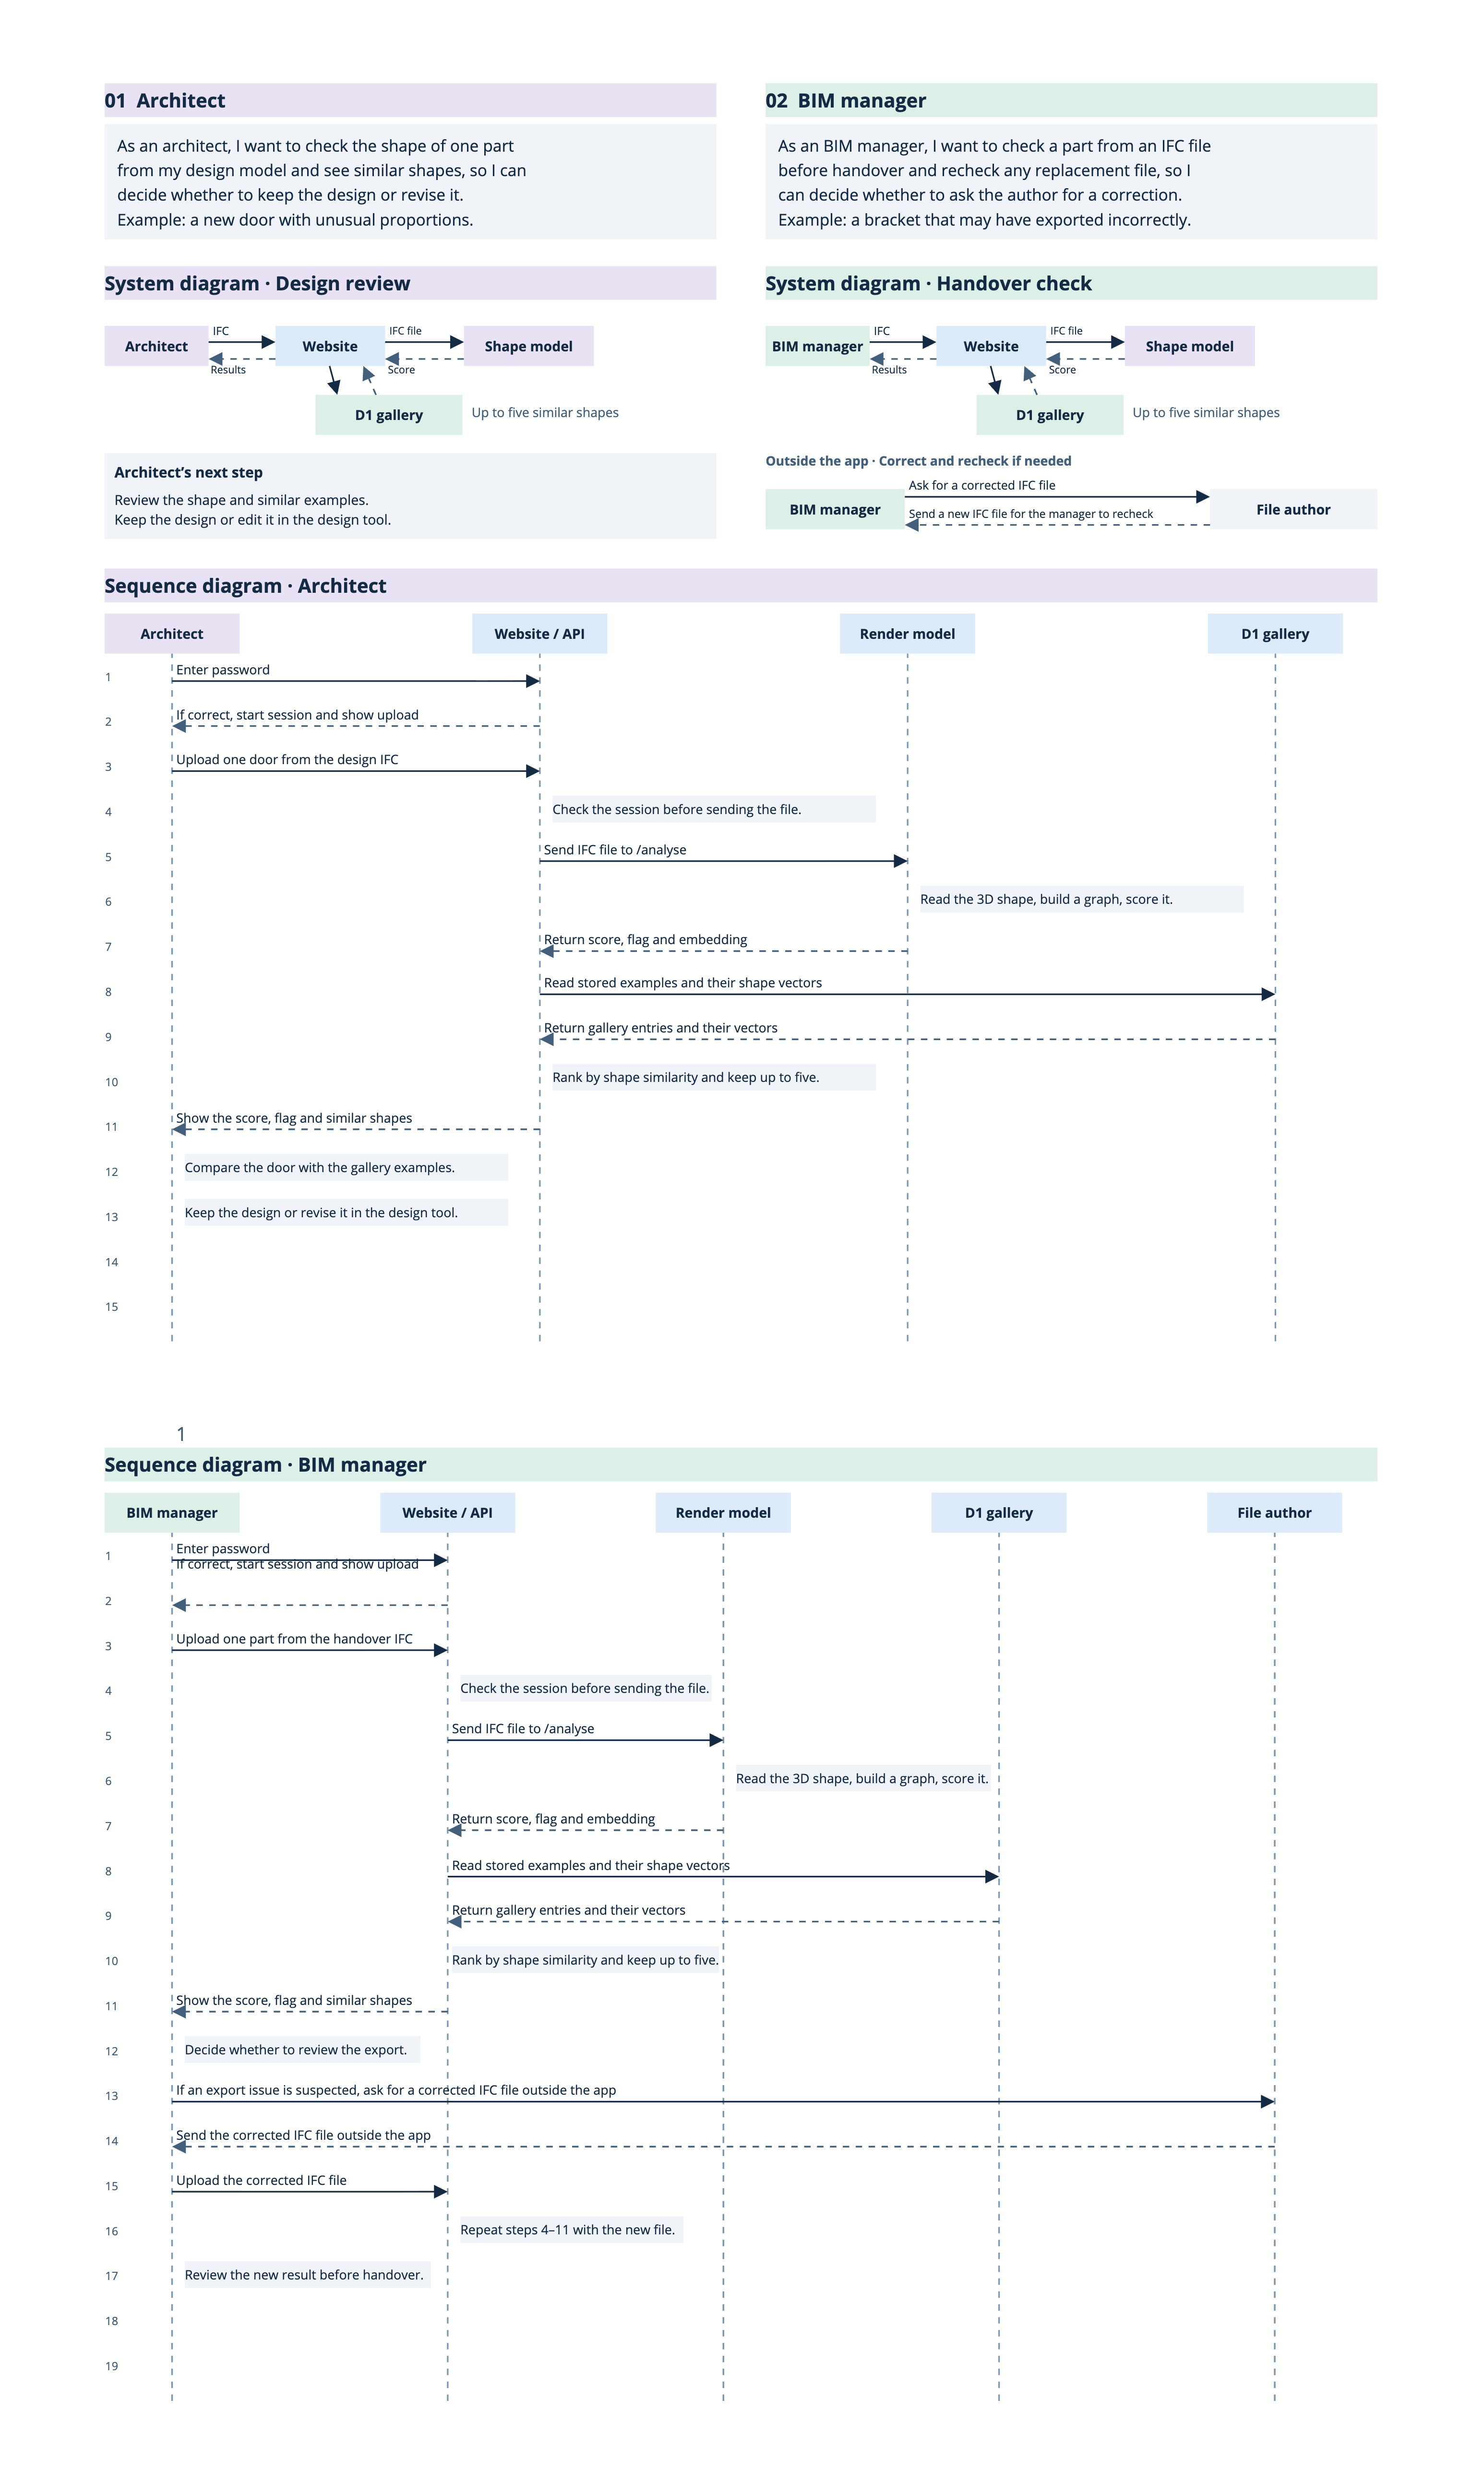 01 Architect
As an architect, I want to check the shape of one part
from my design model and see similar shapes, so I can
decide whether to keep the design or revise it.
Example: a new door with unusual proportions.
02 BIM manager
As an BIM manager, I want to check a part from an IFC file
before handover and recheck any replacement file, so I
can decide whether to ask the author for a correction.
Example: a bracket that may have exported incorrectly.
System diagram · Design review
Architect
IFC
Results
Website
IFC file
Score
Shape model
D1 gallery
Up to five similar shapes
Architect’s next step
Review the shape and similar examples.
Keep the design or edit it in the design tool.
System diagram · Handover check
BIM manager
IFC
Results
Website
IFC file
Score
Shape model
D1 gallery
Up to five similar shapes
Outside the app · Correct and recheck if needed
BIM manager
Ask for a corrected IFC file
Send a new IFC file for the manager to recheck
File author
Sequence diagram · Architect
Architect
Website / API
Render model
D1 gallery
1
Enter password
2
If correct, start session and show upload
3
Upload one door from the design IFC
4
Check the session before sending the file.
5
Send IFC file to /analyse
6
Read the 3D shape, build a graph, score it.
7
Return score, flag and embedding
8
Read stored examples and their shape vectors
9
Return gallery entries and their vectors
10
Rank by shape similarity and keep up to five.
11
Show the score, flag and similar shapes
12
Compare the door with the gallery examples.
13
Keep the design or revise it in the design tool.
14
15
1
Sequence diagram · BIM manager
BIM manager
Website / API
Render model
D1 gallery
File author
1
Enter password
If correct, start session and show upload
2
3
Upload one part from the handover IFC
4
Check the session before sending the file.
5
Send IFC file to /analyse
6
Read the 3D shape, build a graph, score it.
7
Return score, flag and embedding
8
Read stored examples and their shape vectors
9
Return gallery entries and their vectors
10
Rank by shape similarity and keep up to five.
11
Show the score, flag and similar shapes
12
Decide whether to review the export.
13
If an export issue is suspected, ask for a corrected IFC file outside the app
14
Send the corrected IFC file outside the app
15
Upload the corrected IFC file
16
Repeat steps 4–11 with the new file.
17
Review the new result before handover.
18
19